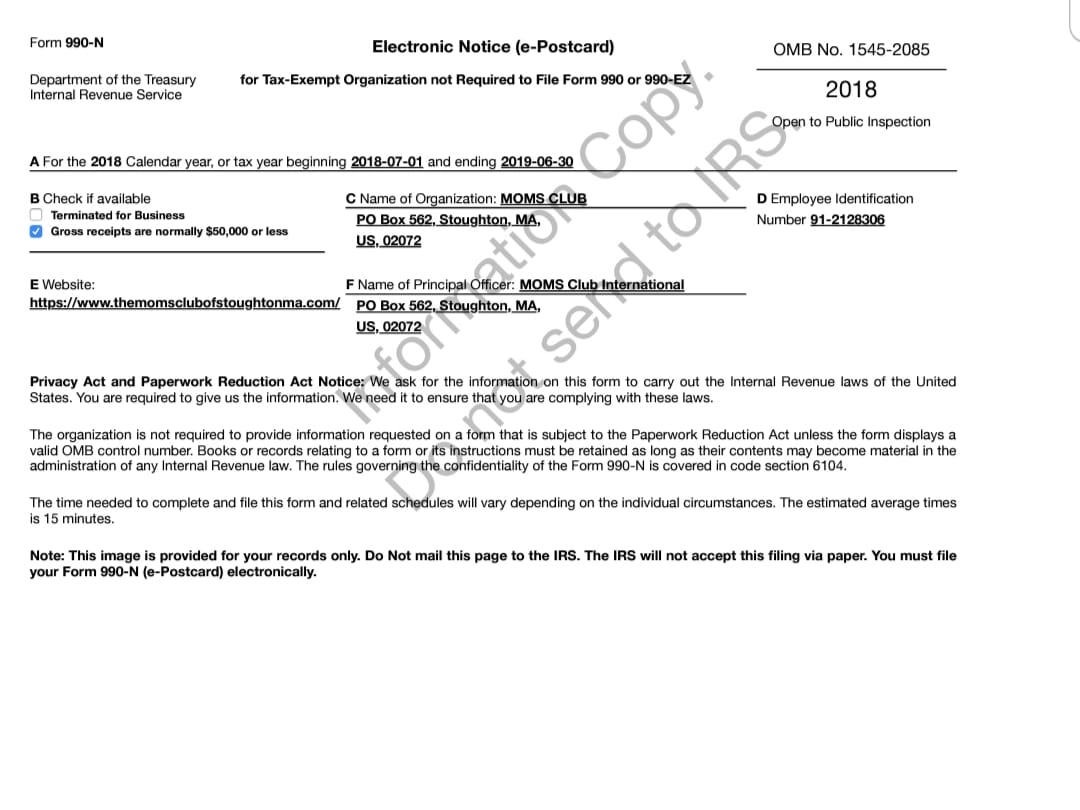 Form 990-N
Electronic Notice (e-Postcard)
OMB No. 1545-2085
Department of the Treasury
Internal Revenue Service
for Tax-Exempt Organization not Required to File Form 990 or 990-EZ
2018
Open to Public Inspection
A For the 2018 Calendar year, or tax year beginning 2018-07-01 and ending 2019-06-30
B Check if available
Terminated for Business
Gross receipts are normally $50,000 or less
C Name of Organization: MOMS CLUB
PO Box 562, Stoughton, MA,
US, 02072
D Employee Identification
Number 91-2128306
E Website:
https://www.themomsclubofstoughtonma.com/
F Name of Principal Officer: MOMS Club International
PO Box 562, Stoughton, MA,
US, 02072
Privacy Act and Paperwork Reduction Act Notice: We ask for the information on this form to carry out the Internal Revenue laws of the United
States. You are required to give us the information. We need it to ensure that you are complying with these laws.
The organization is not required to provide information requested on a form that is subject to the Paperwork Reduction Act unless the form displays a
valid OMB control number. Books or records relating to a form or its instructions must be retained as long as their contents may become material in the
administration of any Internal Revenue law. The rules governing the confidentiality of the Form 990-N is covered in code section 6104.
The time needed to complete and file this form and related schedules will vary depending on the individual circumstances. The estimated average times
is 15 minutes.
Note: This image is provided for your records only. Do Not mail this page to the IRS. The IRS will not accept this filing via paper. You must file
your Form 990-N (e-Postcard) electronically.
Information Copy.
Do not send to IRS.